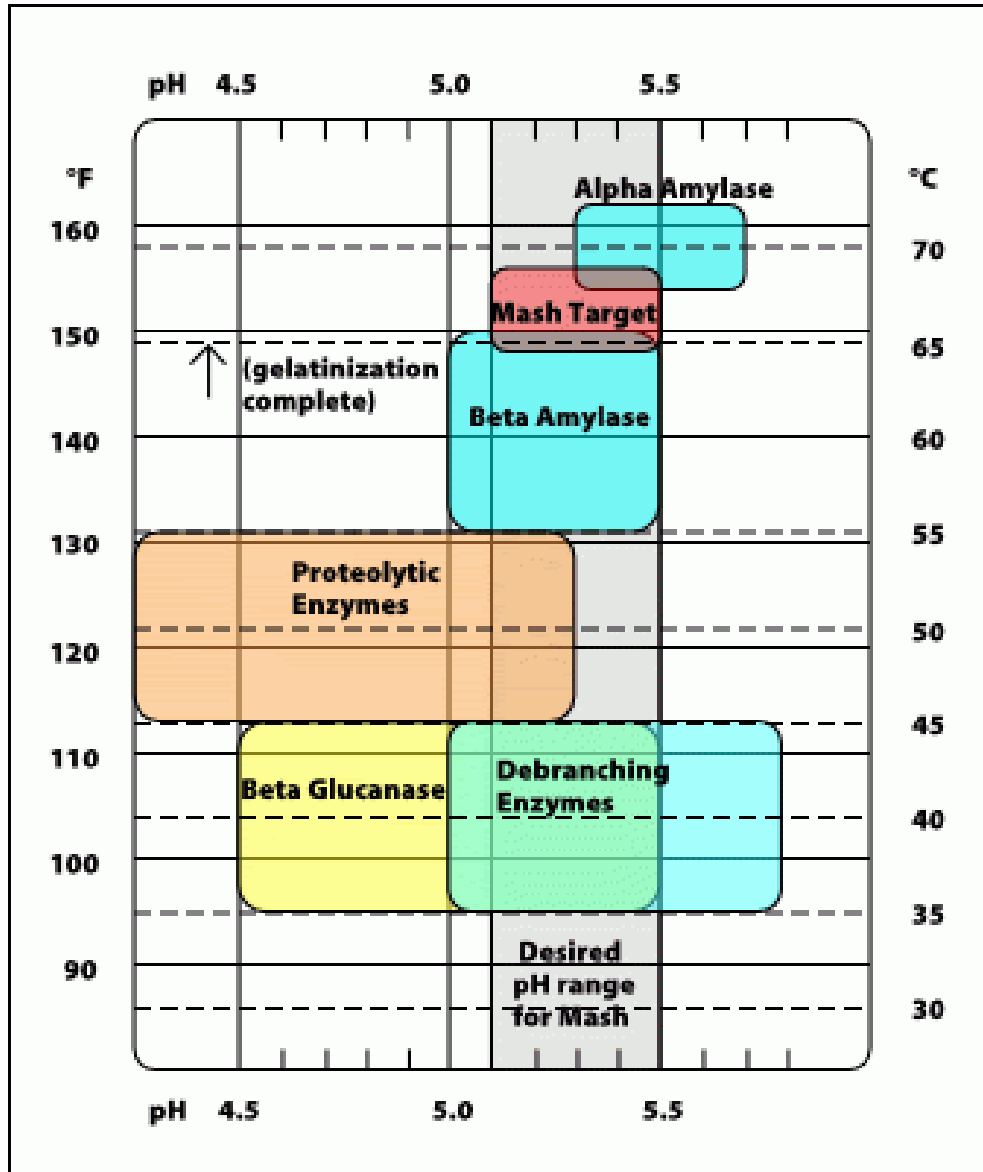 pH 4.5 5.0 5.5
°F °C
Alpha Amylase
160
70
Mash Target
150
65
(gelatinization
complete)
Beta Amylase
140 60
55
130
Proteolytic
Enzymes
50
120
45
110
Debranching
Beta Glucanase
Enzymes
40
100
35
Desired
90
pH range
for Mash
30
pH 4.5 5.0 5.5